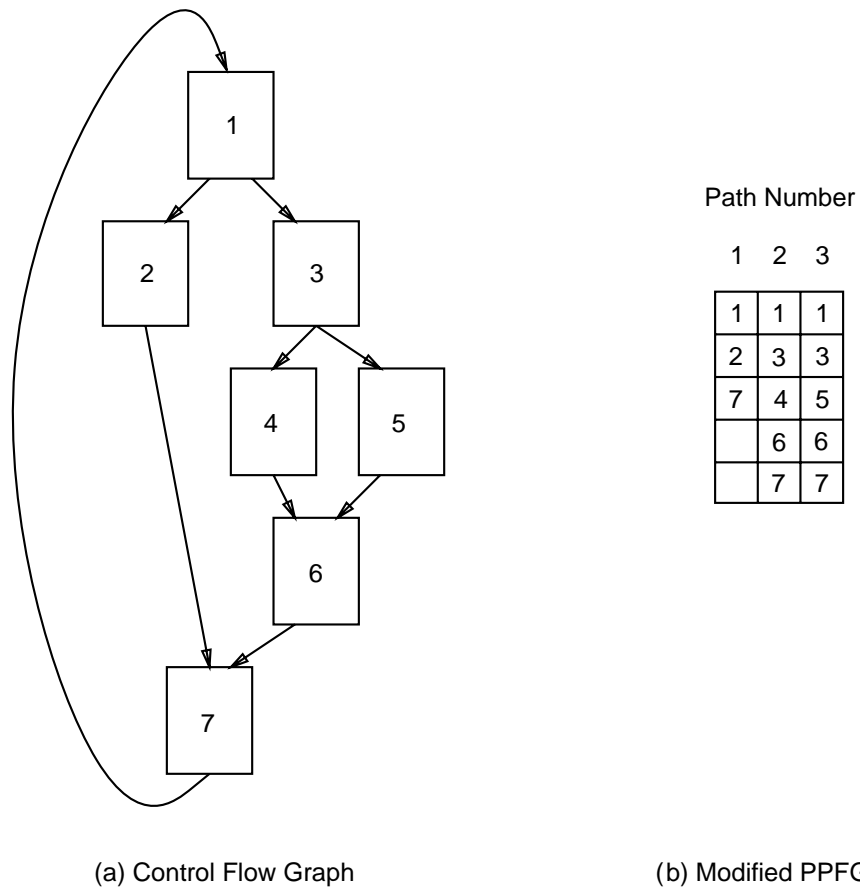 1
2 3
4 5
6
7
Path Number
1 2 3
1 1 1
2 3 3
7 4 5
6 6
7 7
(a) Control Flow Graph
(b) Modified PPFG